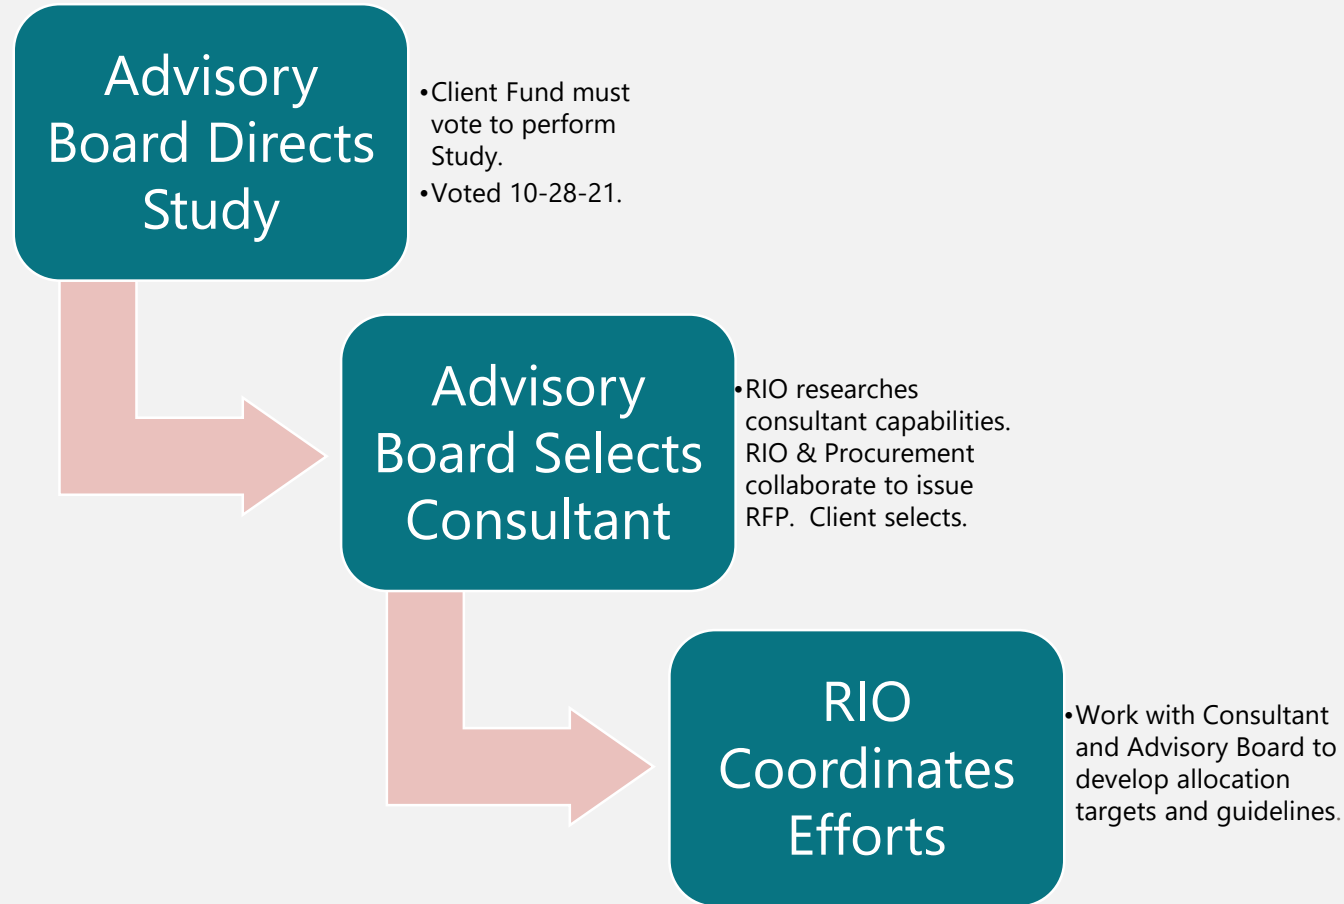 Advisory
Board Directs
Study
•Client Fund must
vote to perform
Study.
•Voted 10-28-21.
Advisory
Board Selects
Consultant
•RIO researches
consultant capabilities.
RIO & Procurement
collaborate to issue
RFP.  Client selects.
RIO
Coordinates
Efforts
•Work with Consultant
and Advisory Board to
develop allocation
targets and guidelines.